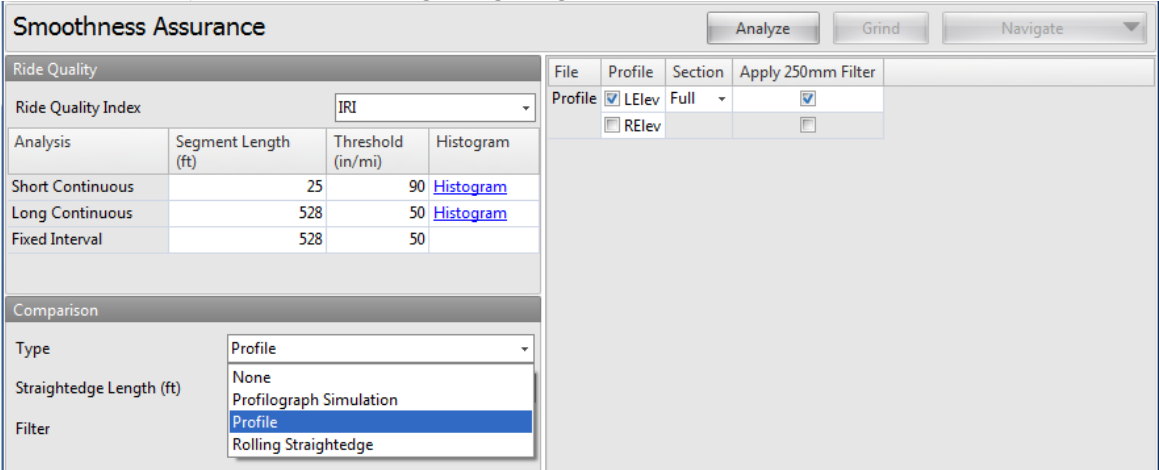 Smoothness Assurance
Analyze
Grind
Navigate
Ride Quality
Ride Quality Index IRI
Analysis Segment Length (ft) Threshold (in/mi) Histogram
Short Continuous 25 90 Histogram
Long Continuous 528 50 Histogram
Fixed Interval 528 50
Comparison
Type Profile
Straightedge Length (ft)
Filter
None
Profilograph Simulation
Profile
Rolling Straightedge
File Profile Section Apply 250mm Filter
Profile LElev Full
RElev